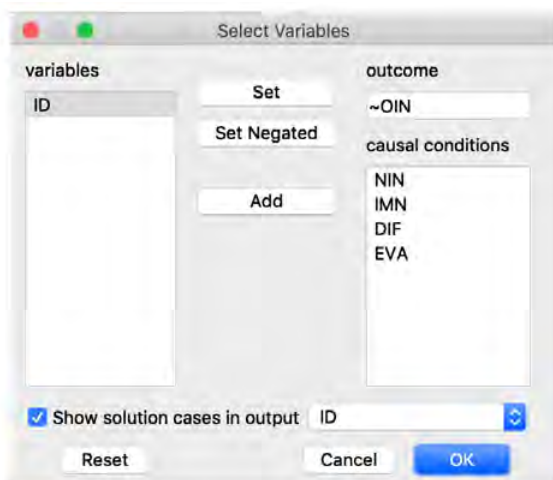 Select Variables
variables
ID
Set
Set Negated
Add
outcome
~OIN
causal conditions
NIN
IMN
DIF
EVA
Show solution cases in output
ID
Reset
Cancel
OK